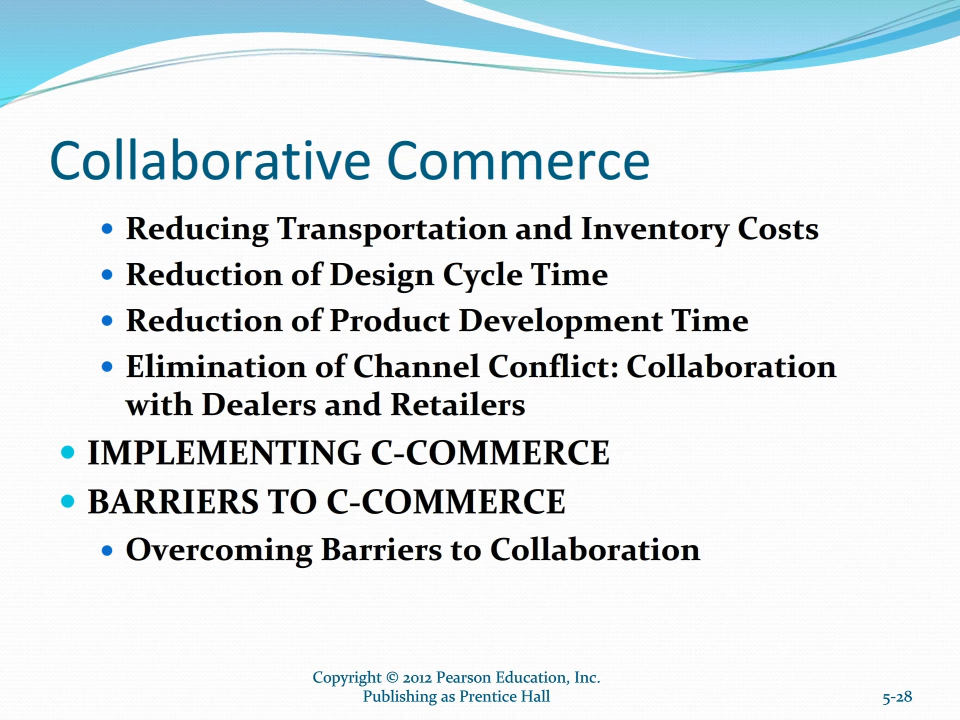 Collaborative Commerce
• Reducing Transportation and Inventory Costs
• Reduction of Design Cycle Time
• Reduction of Product Development Time
• Elimination of Channel Conflict: Collaboration
with Dealers and Retailers
• IMPLEMENTING C-COMMERCE
• BARRIERS TO C-COMMERCE
• Overcoming Barriers to Collaboration
Copyright © 2012 Pearson Education, Inc.
Publishing as Prentice Hall
5-28